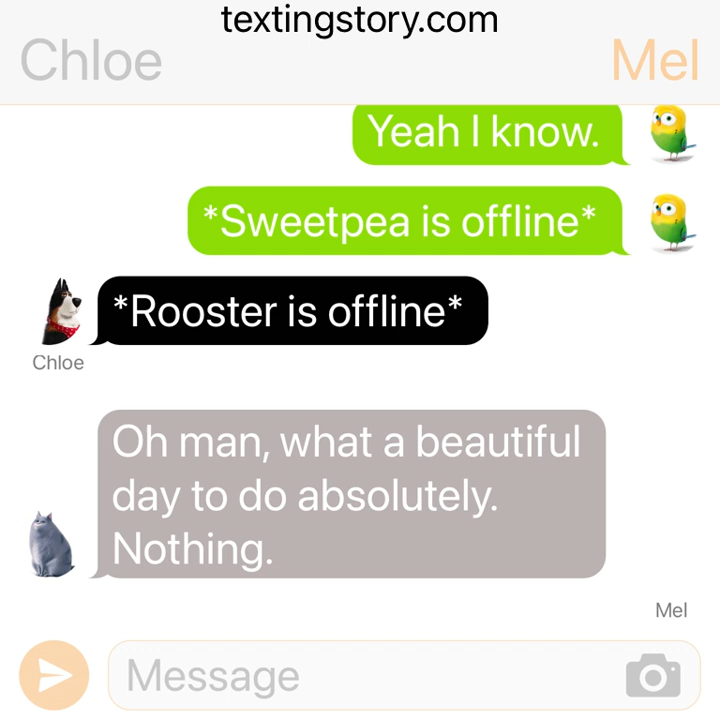 textingstory.com
Chloe
Mel
Yeah I know.
*Sweetpea is offline*
*Rooster is offline*
Chloe
Oh man, what a beautiful
day to do absolutely.
Nothing.
Mel
Message